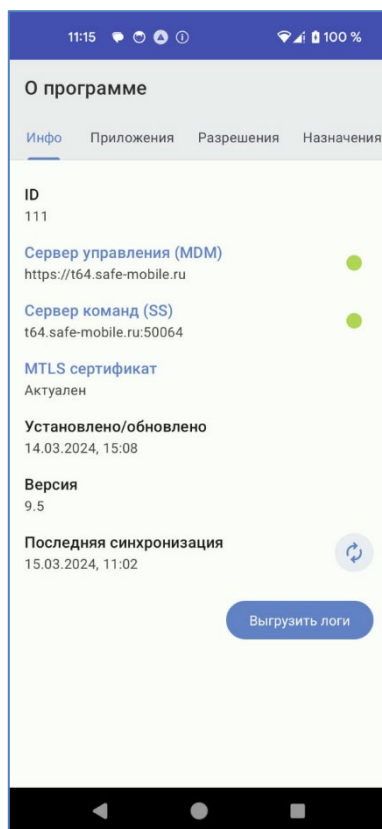 11:15 100 %
О программе
Инфо Приложения Разрешения Назначения
ID
111
Сервер управления (MDM)
https://t64.safe-mobile.ru
Сервер команд (SS)
t64.safe-mobile.ru:50064
MTLS сертификат
Актуален
Установлено/обновлено
14.03.2024, 15:08
Версия
9.5
Последняя синхронизация
15.03.2024, 11:02
Выгрузить логи